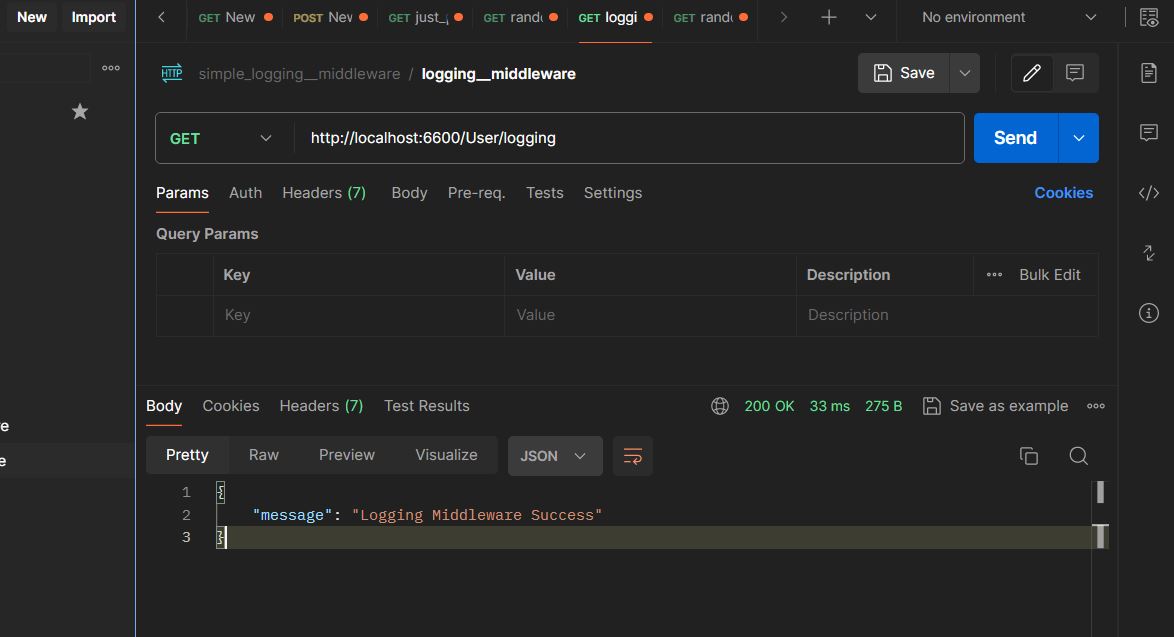 New Import GET New POST New GET just_ GET rand GET loggi GET rand No environment
HTTP simple_logging__middleware / logging__middleware Save
GET http://localhost:6600/User/logging Send
Params Auth Headers (7) Body Pre-req. Tests Settings Cookies
Query Params
Key Value Description Bulk Edit
Key Value Description
Body Cookies Headers (7) Test Results 200 OK 33 ms 275 B Save as example
re
e
Pretty Raw Preview Visualize JSON
1 {
2 "message": "Logging Middleware Success"
3 }